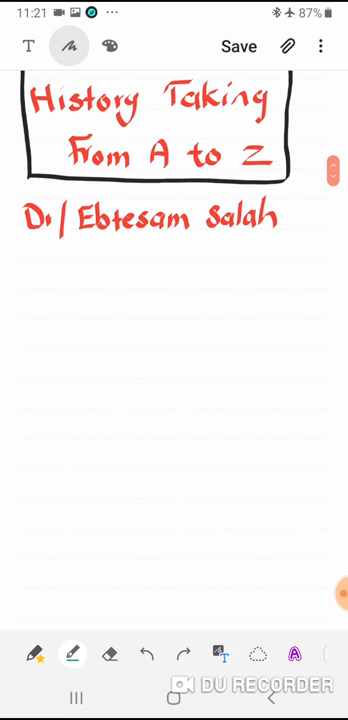 11:21
87%
T
Save
History Taking
From A to Z
Dr/ Ebtesam Salah
T
A
DU RECORDER